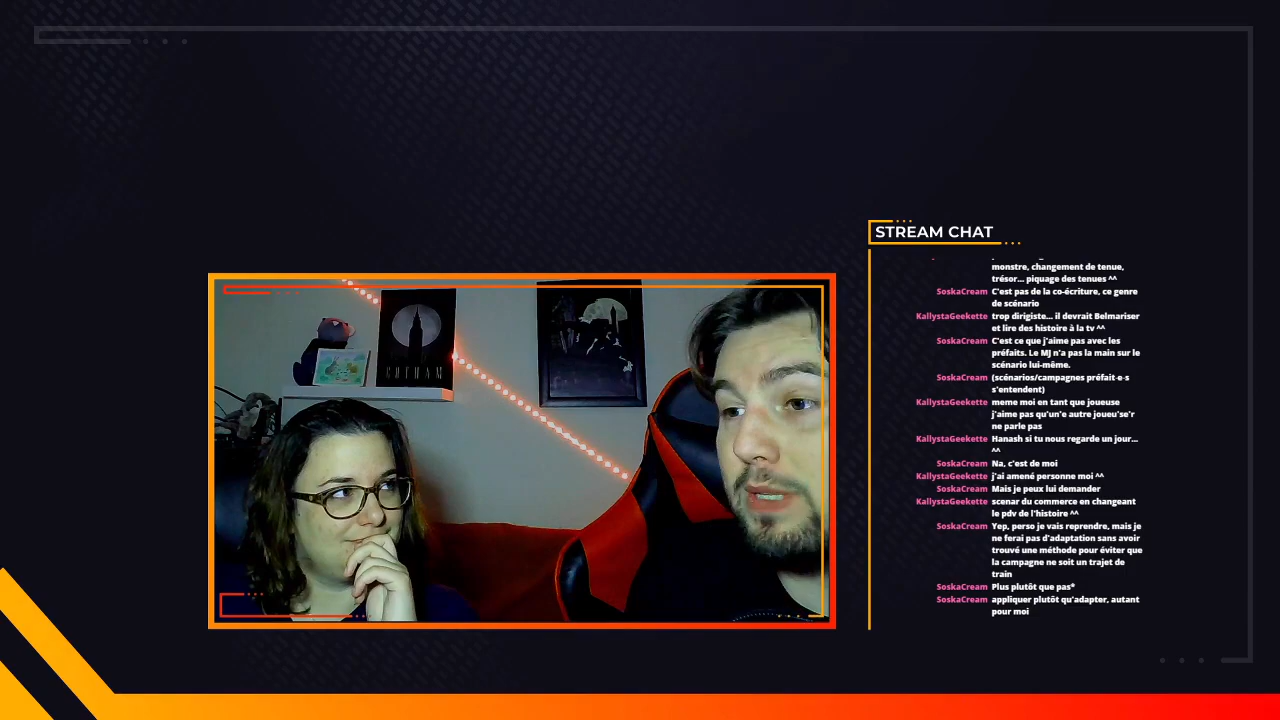 STREAM CHAT
monstre, changement de tenue,
trésor... piquage des tenues ^^
SoskaCream C'est pas de la co-écriture, ce genre
de scénario
KallystaGeekette trop dirigiste... il devrait Belmariser
et lire des histoire à la tv ^^
SoskaCream C'est ce que j'aime pas avec les
préfaits. Le MJ n'a pas la main sur le
scénario lui-même.
SoskaCream (scénarios/campagnes préfait·e·s
s'entendent)
KallystaGeekette meme moi en tant que joueuse
j'aime pas qu'un'e autre joueu'se'r
ne parle pas
KallystaGeekette Hanash si tu nous regarde un jour...
^^
SoskaCream Na, c'est de moi
KallystaGeekette j'ai amené personne moi ^^
SoskaCream Mais je peux lui demander
KallystaGeekette scenar du commerce en changeant
le pdv de l'histoire ^^
SoskaCream Yep, perso je vais reprendre, mais je
ne ferai pas d'adaptation sans avoir
trouvé une méthode pour éviter que
la campagne ne soit un trajet de
train
SoskaCream Plus plutôt que pas*
SoskaCream appliquer plutôt qu'adapter, autant
pour moi
GOTHAM